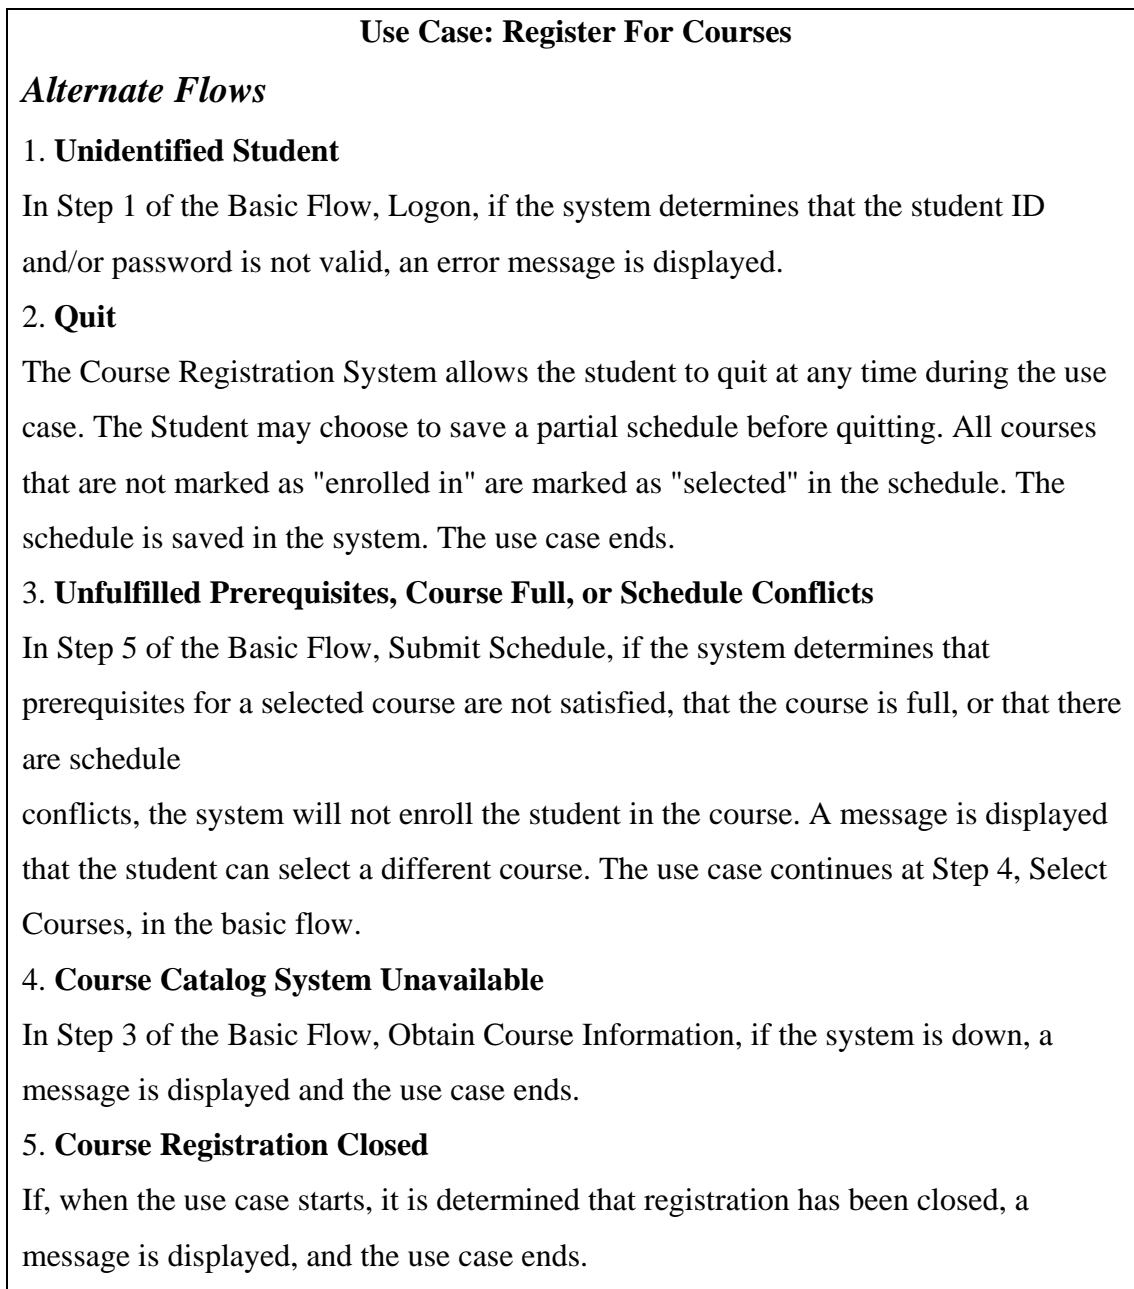 Use Case: Register For Courses
Alternate Flows
1. Unidentified Student
In Step 1 of the Basic Flow, Logon, if the system determines that the student ID
and/or password is not valid, an error message is displayed.
2. Quit
The Course Registration System allows the student to quit at any time during the use
case. The Student may choose to save a partial schedule before quitting. All courses
that are not marked as "enrolled in" are marked as "selected" in the schedule. The
schedule is saved in the system. The use case ends.
3. Unfulfilled Prerequisites, Course Full, or Schedule Conflicts
In Step 5 of the Basic Flow, Submit Schedule, if the system determines that
prerequisites for a selected course are not satisfied, that the course is full, or that there
are schedule
conflicts, the system will not enroll the student in the course. A message is displayed
that the student can select a different course. The use case continues at Step 4, Select
Courses, in the basic flow.
4. Course Catalog System Unavailable
In Step 3 of the Basic Flow, Obtain Course Information, if the system is down, a
message is displayed and the use case ends.
5. Course Registration Closed
If, when the use case starts, it is determined that registration has been closed, a
message is displayed, and the use case ends.